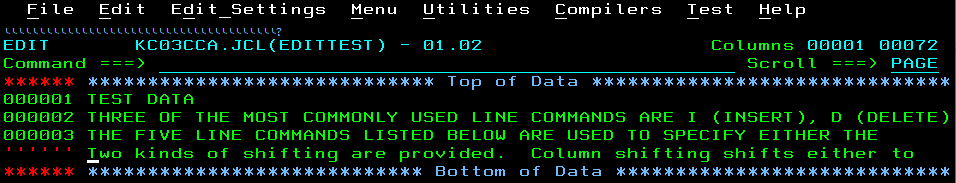 File Edit Edit_Settings Menu Utilities Compilers Test Help
EDIT KC03CCA.JCL(EDITTEST) - 01.02 Columns 00001 00072
Command ===> Scroll ===> PAGE
****** ******************************* Top of Data ********************************
000001 TEST DATA
000002 THREE OF THE MOST COMMONLY USED LINE COMMANDS ARE I (INSERT), D (DELETE)
000003 THE FIVE LINE COMMANDS LISTED BELOW ARE USED TO SPECIFY EITHER THE
'''''' Two kinds of shifting are provided. Column shifting shifts either to
****** ****************************** Bottom of Data ******************************